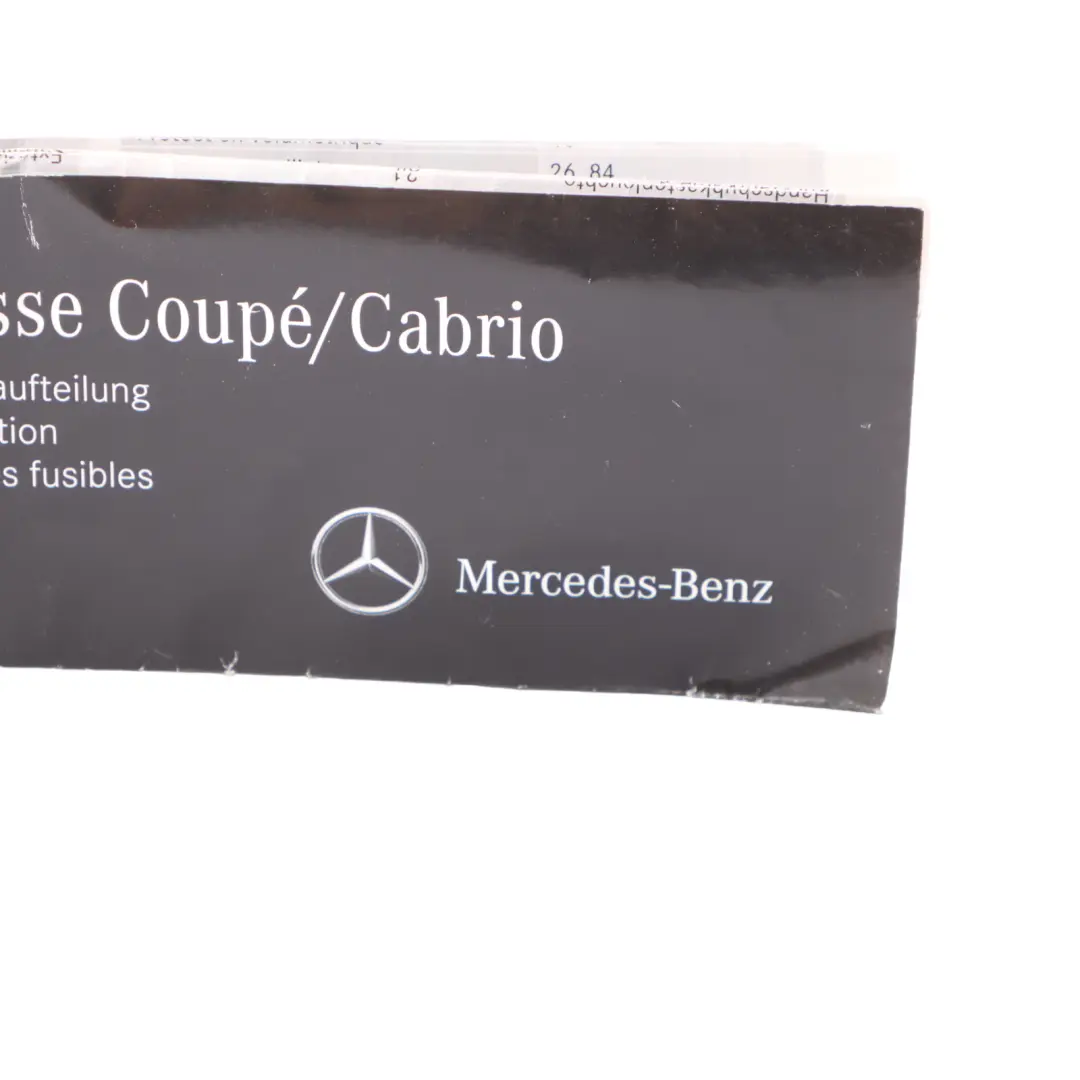 26 84
sse Coupé/Cabrio
aufteilung
tion
s fusibles
Mercedes-Benz